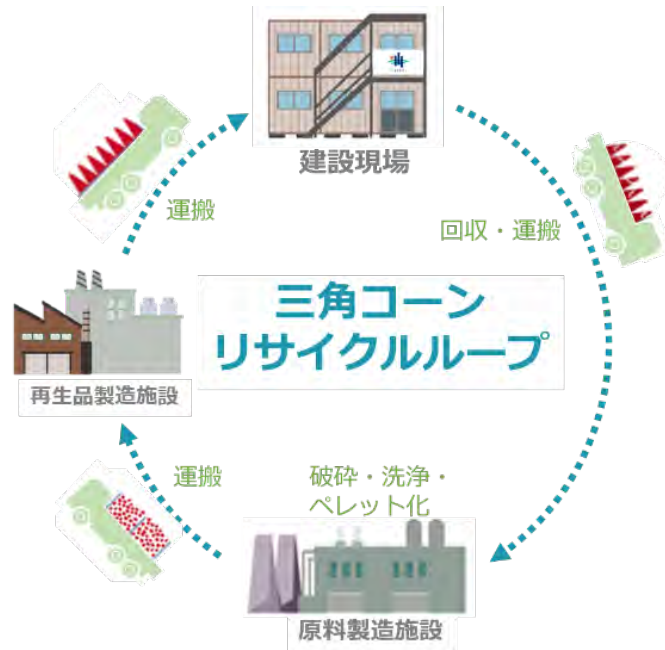 建設現場
運搬
回収・運搬
三角コーン
リサイクルループ
再生品製造施設
運搬
破砕・洗浄・
ペレット化
原料製造施設